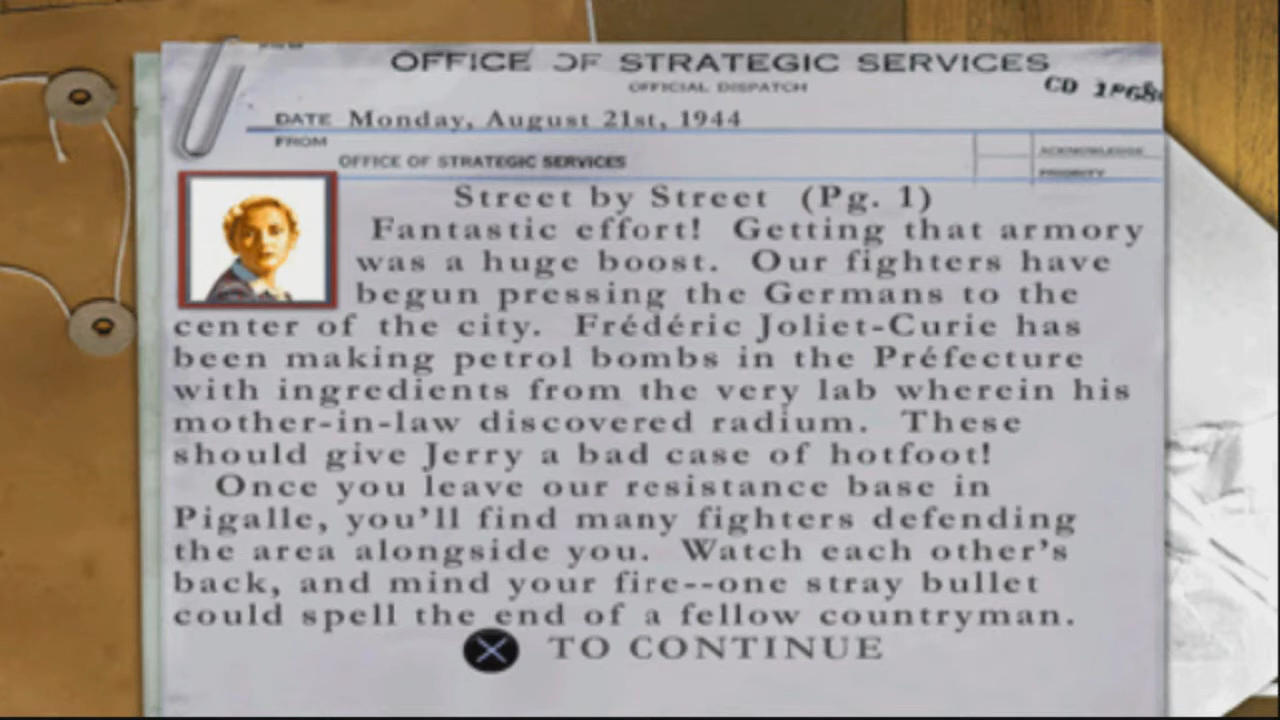 OFFICE OF STRATEGIC SERVICES
OFFICIAL DISPATCH
DATE Monday, August 21st, 1944
FROM
OFFICE OF STRATEGIC SERVICES
ACKNOWLEDGE
PRIORITY
Street by Street (Pg. 1)
Fantastic effort! Getting that armory
was a huge boost. Our fighters have
begun pressing the Germans to the
center of the city. Frédéric Joliet-Curie has
been making petrol bombs in the Préfecture
with ingredients from the very lab wherein his
mother-in-law discovered radium. These
should give Jerry a bad case of hotfoot!
Once you leave our resistance base in
Pigalle, you'll find many fighters defending
the area alongside you. Watch each other's
back, and mind your fire--one stray bullet
could spell the end of a fellow countryman.
TO CONTINUE